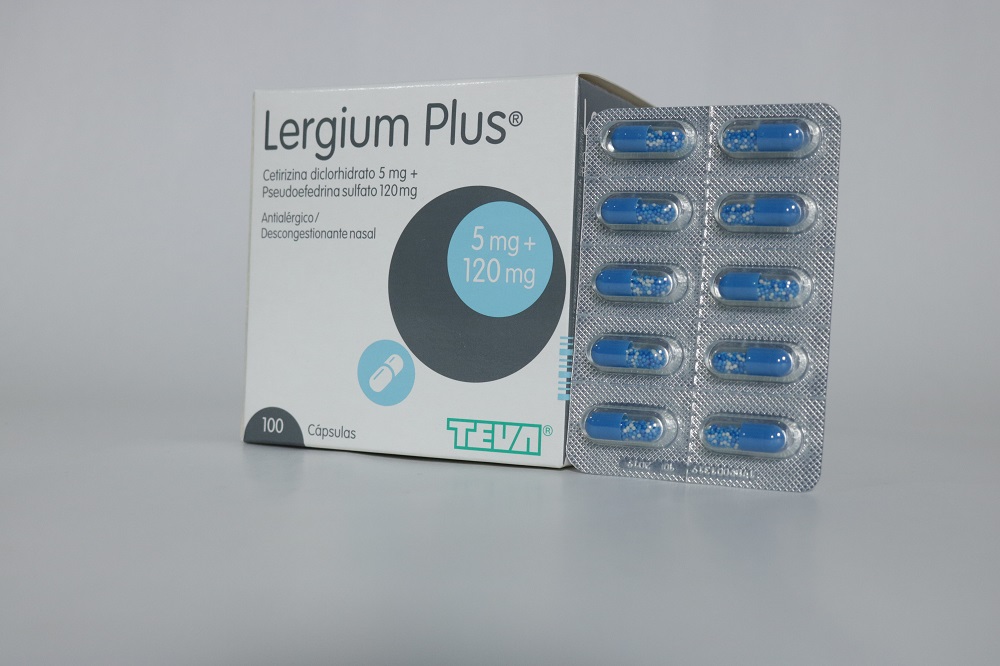 Lergium Plus®
Cetirizina diclorhidrato 5 mg +
Pseudoefedrina sulfato 120 mg
Antialérgico/
Descongestionante nasal
5 mg +
120 mg
100 Cápsulas
TEVA®